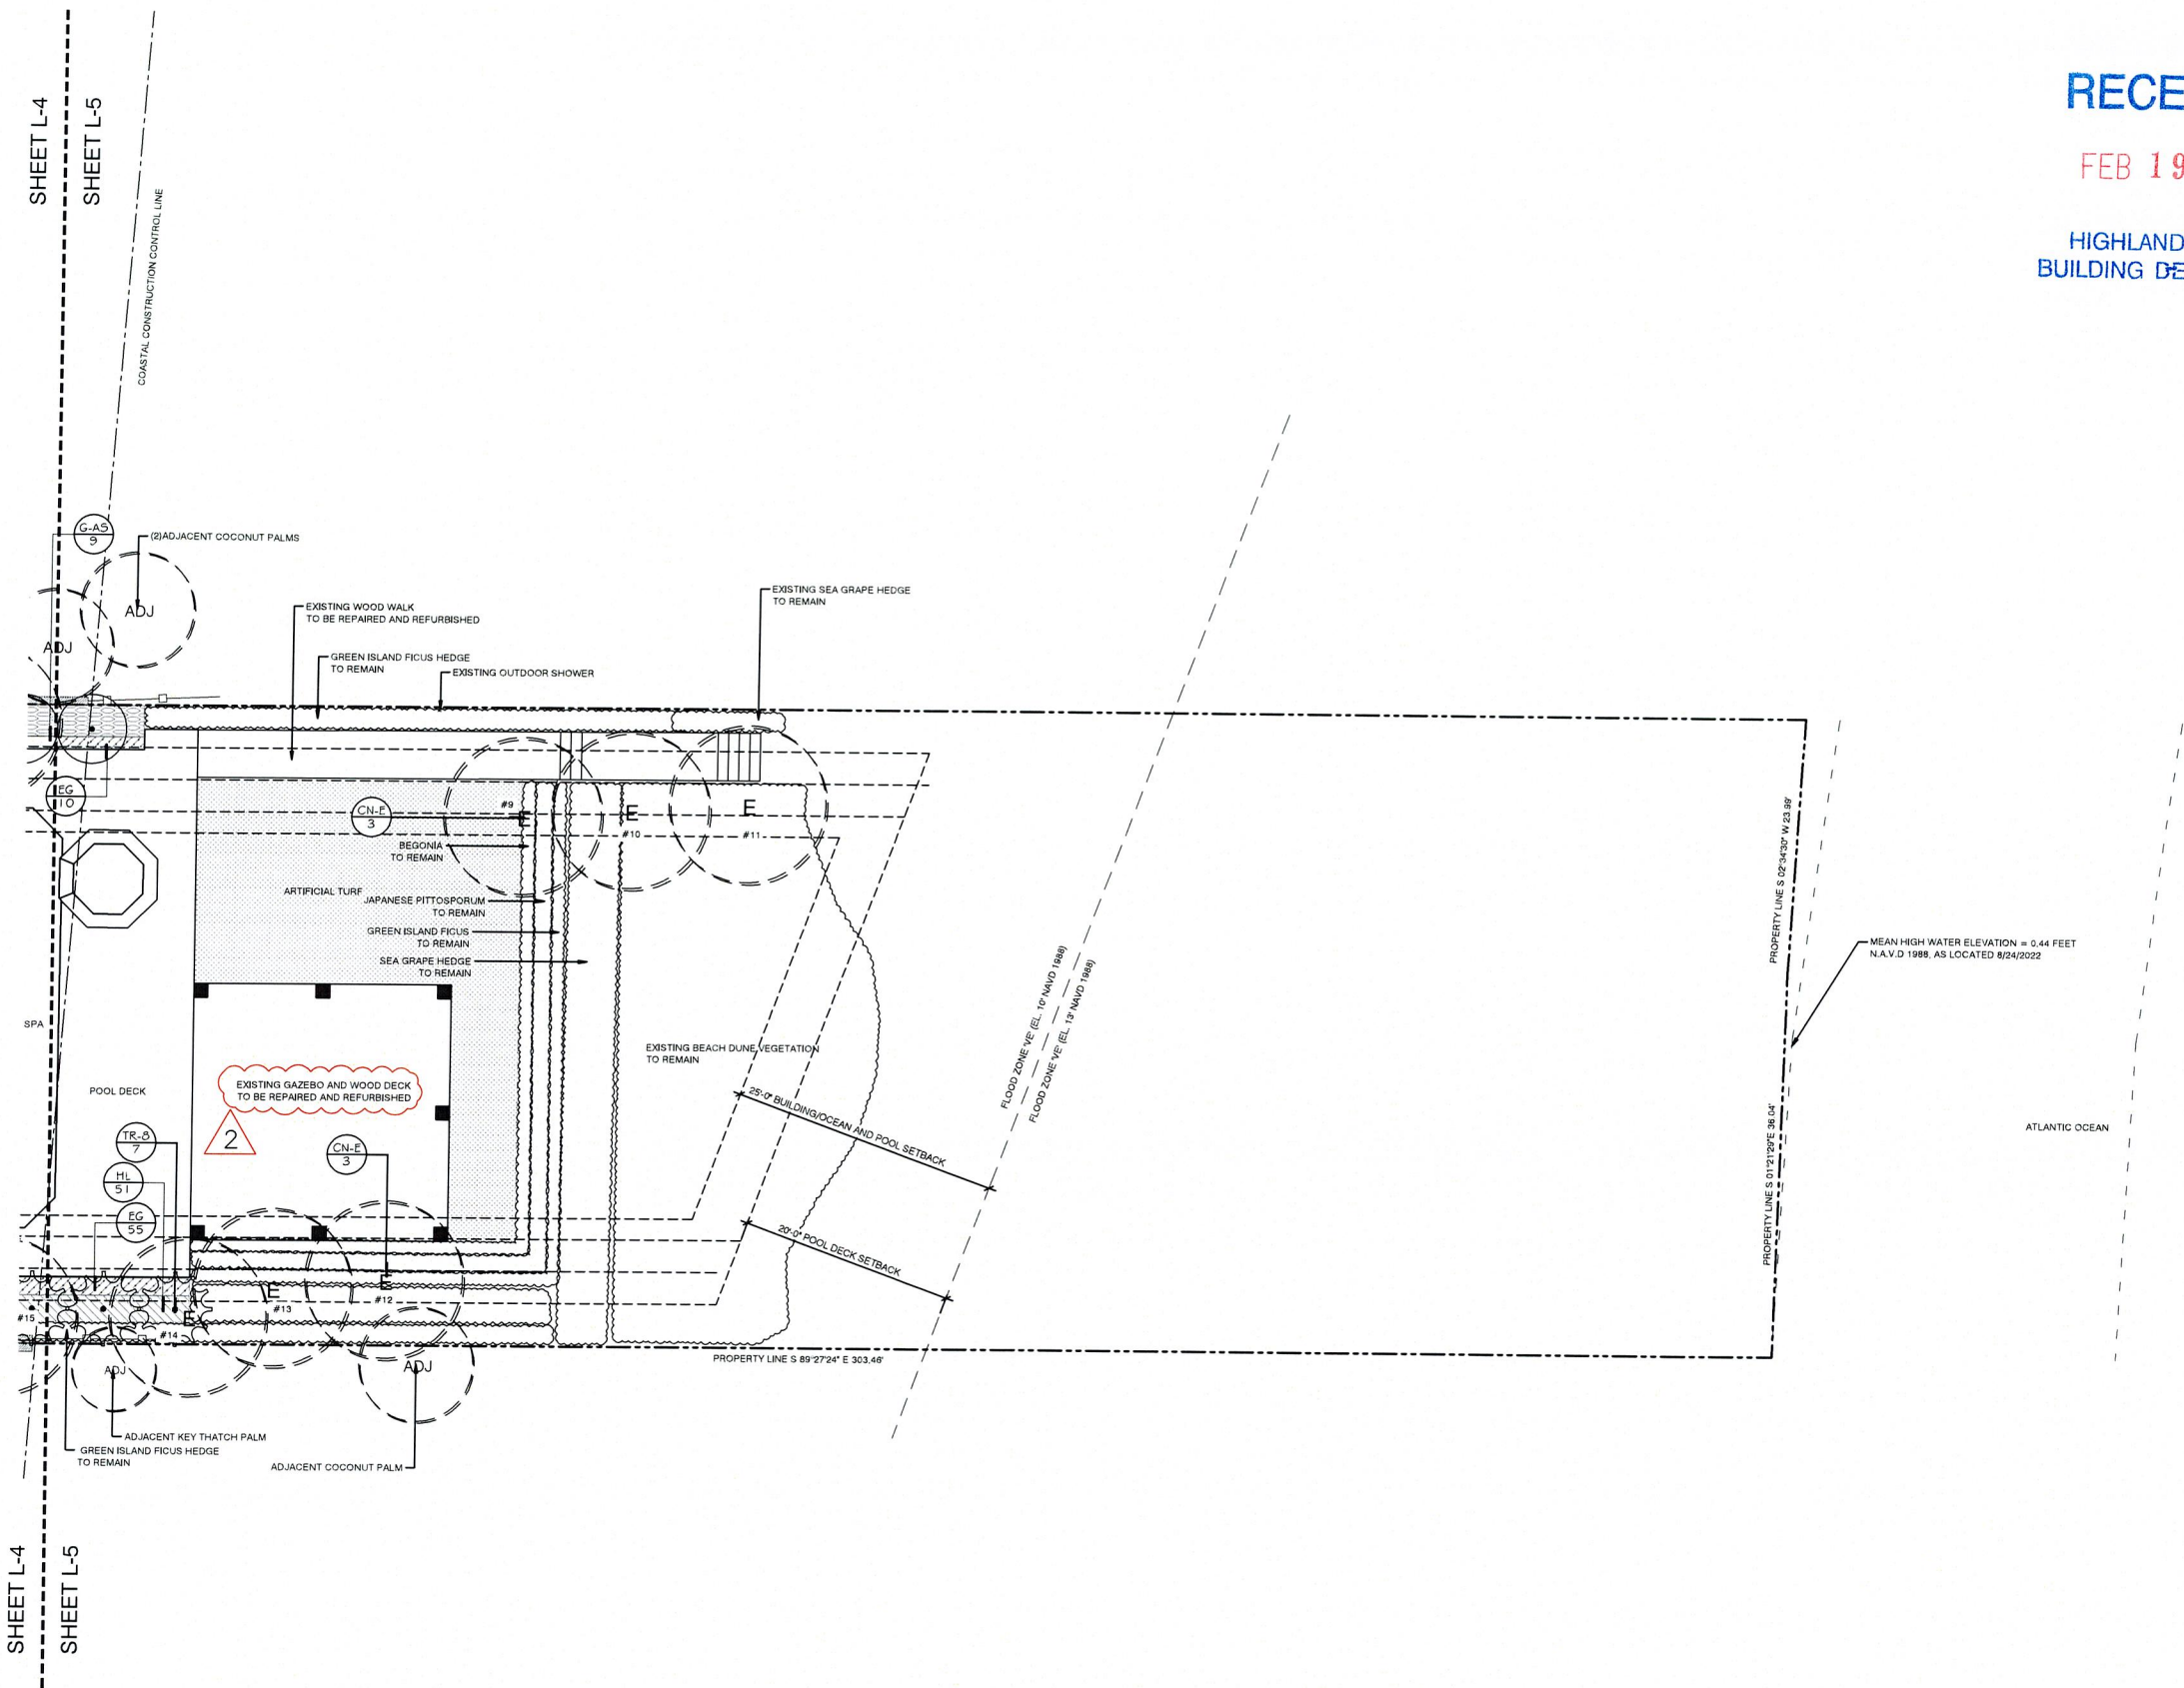 SHEET L-4
SHEET L-5
COASTAL CONSTRUCTION CONTROL LINE
RECE
FEB 19
HIGHLAND
BUILDING DE
G-AS
9
(2)ADJACENT COCONUT PALMS
ADJ
ADJ
EXISTING WOOD WALK
TO BE REPAIRED AND REFURBISHED
GREEN ISLAND FICUS HEDGE
TO REMAIN
EXISTING OUTDOOR SHOWER
EXISTING SEA GRAPE HEDGE
TO REMAIN
EG
10
CN-E
3
#9
E
E
#10
E
#11
BEGONIA
TO REMAIN
ARTIFICIAL TURF
JAPANESE PITTOSPORUM
TO REMAIN
GREEN ISLAND FICUS
TO REMAIN
SEA GRAPE HEDGE
TO REMAIN
SPA
POOL DECK
EXISTING GAZEBO AND WOOD DECK
TO BE REPAIRED AND REFURBISHED
2
EXISTING BEACH DUNE VEGETATION
TO REMAIN
25'-0" BUILDING/OCEAN AND POOL SETBACK
20'-0" POOL DECK SETBACK
FLOOD ZONE "VE" (EL. 10' NAVD 1988)
FLOOD ZONE "VE" (EL. 13' NAVD 1988)
PROPERTY LINE S 02°34'30" W 23.99'
PROPERTY LINE S 01°21'29"E 36.04'
MEAN HIGH WATER ELEVATION = 0.44 FEET
N.A.V.D 1988, AS LOCATED 8/24/2022
ATLANTIC OCEAN
TR-8
7
HL
51
EG
55
CN-E
3
E
#13
E
#12
E
#14
#15
ADJ
ADJ
PROPERTY LINE S 89°27'24" E 303.46'
ADJACENT KEY THATCH PALM
GREEN ISLAND FICUS HEDGE
TO REMAIN
ADJACENT COCONUT PALM
SHEET L-4
SHEET L-5